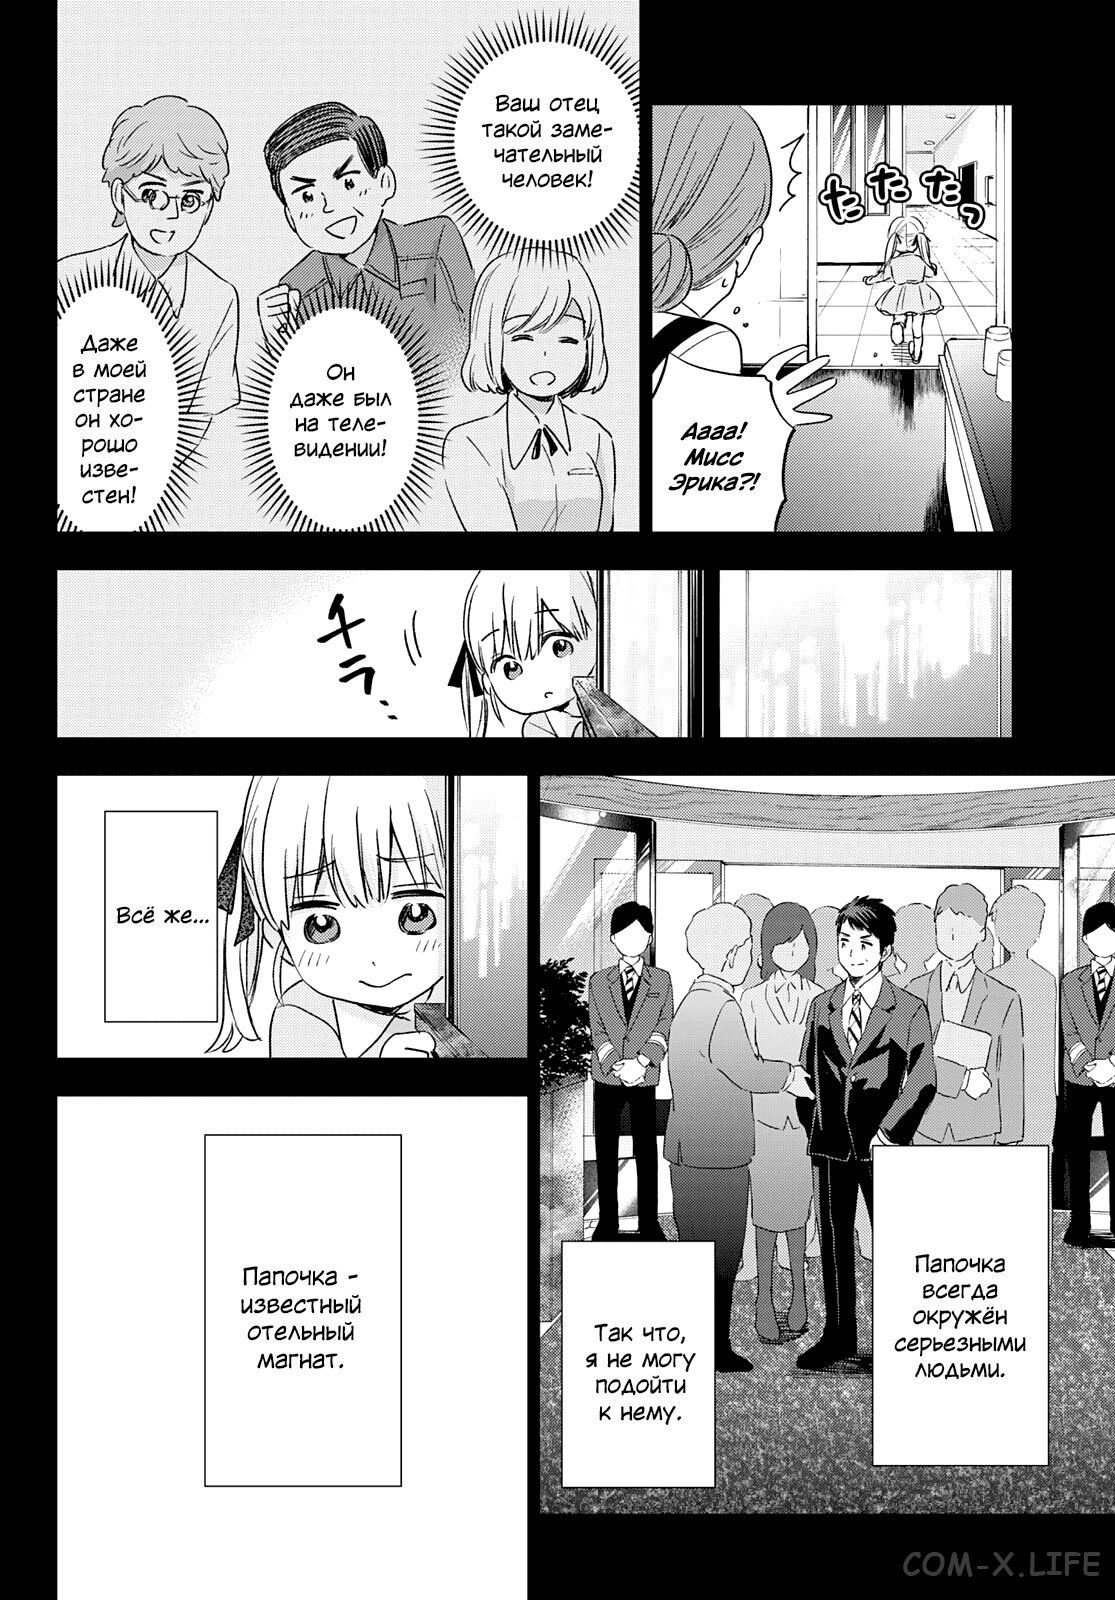 Аааа!
Мисс
Эрика?!
たたたたっ
Ваш отец
такой заме-
чательный
человек!
Он
даже был
на теле-
видении!
Даже
в моей
стране
он хо-
рошо
изве-
стен!
チラ…
Папочка
всегда
окружён
серьезными
людьми.
Так что,
я не могу
подойти
к нему.
Всё же...
Папочка -
известный
отельный
магнат.
COM-X.LIFE